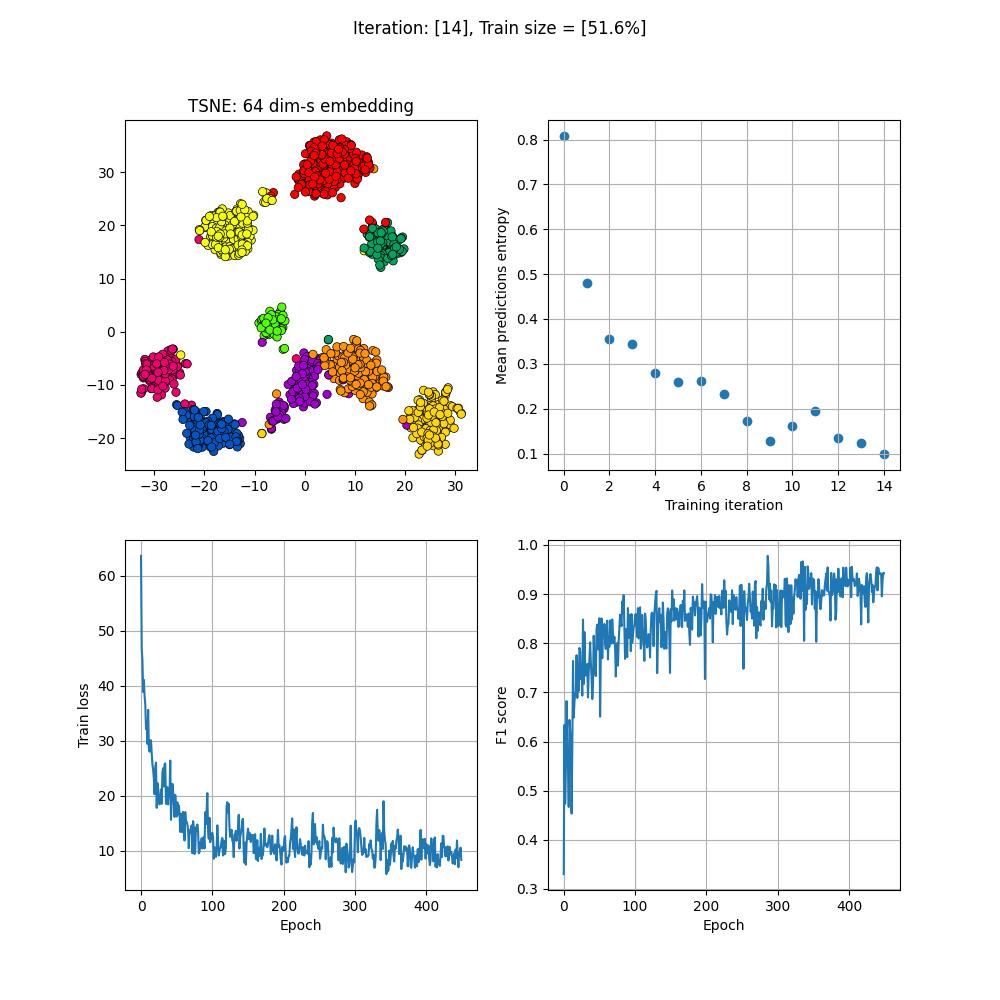 Iteration: [14], Train size = [51.6%]
TSNE: 64 dim-s embedding
30
20
10
0
−10
−20
−30 −20 −10 0 10 20 30
Mean predictions entropy
0.8
0.7
0.6
0.5
0.4
0.3
0.2
0.1
0 2 4 6 8 10 12 14
Training iteration
Train loss
60
50
40
30
20
10
0 100 200 300 400
Epoch
F1 score
1.0
0.9
0.8
0.7
0.6
0.5
0.4
0.3
0 100 200 300 400
Epoch